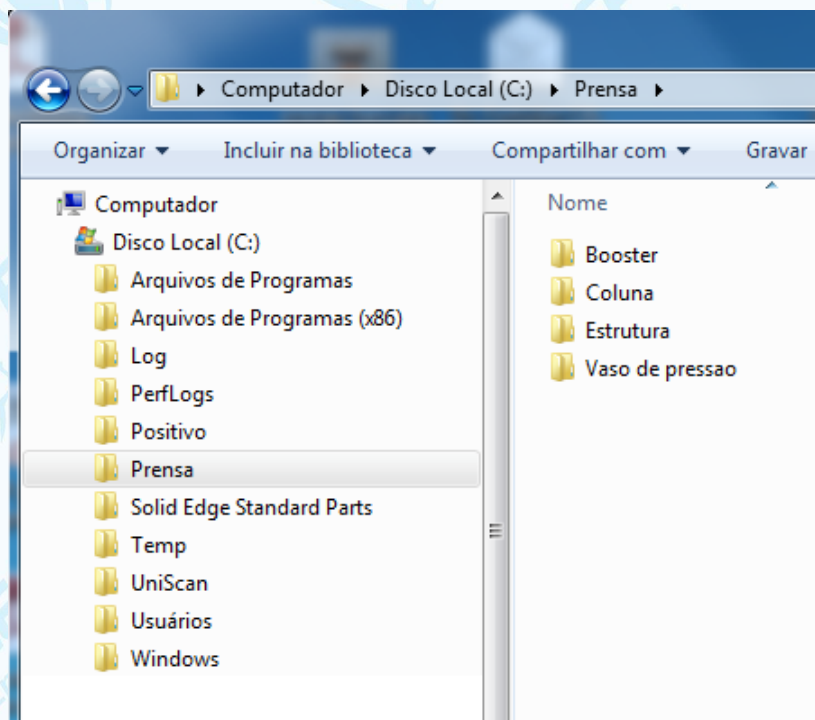 Computador Disco Local (C:) Prensa
Organizar Incluir na biblioteca Compartilhar com Gravar
Computador
Disco Local (C:)
Arquivos de Programas
Arquivos de Programas (x86)
Log
PerfLogs
Positivo
Prensa
Solid Edge Standard Parts
Temp
UniScan
Usuários
Windows
Nome
Booster
Coluna
Estrutura
Vaso de pressao